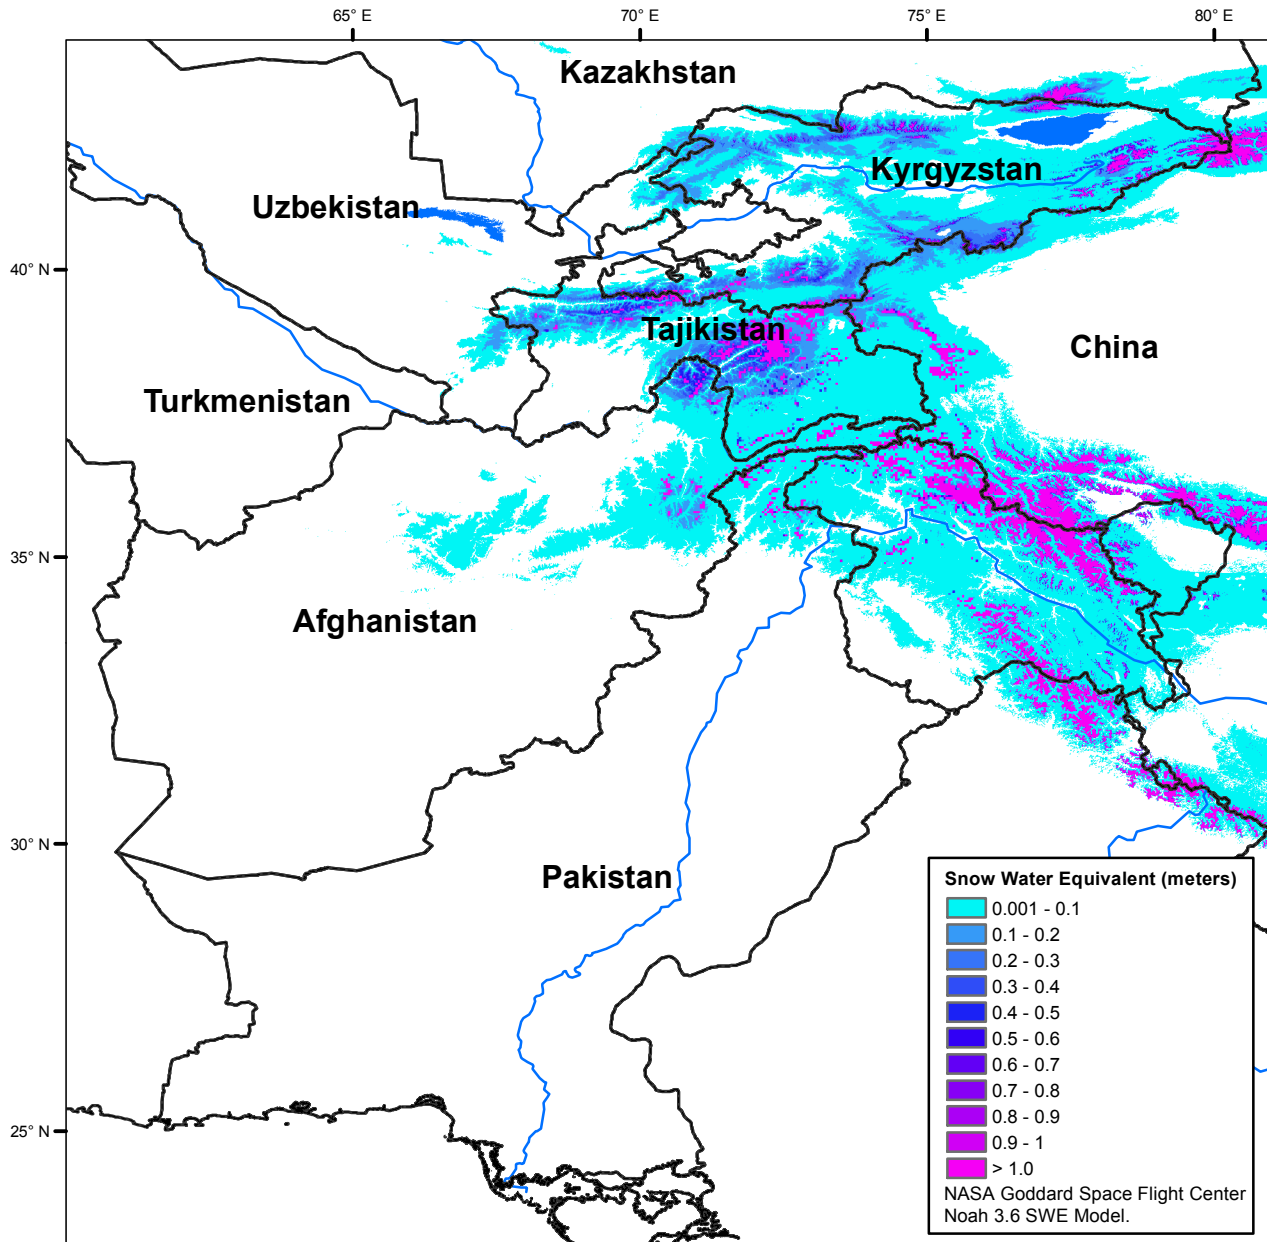 65° E
70° E
75° E
80° E
Kazakhstan
Kyrgyzstan
Uzbekistan
40° N
Tajikistan
China
Turkmenistan
35° N
Afghanistan
30° N
Pakistan
25° N
Snow Water Equivalent (meters)
0.001 - 0.1
0.1 - 0.2
0.2 - 0.3
0.3 - 0.4
0.4 - 0.5
0.5 - 0.6
0.6 - 0.7
0.7 - 0.8
0.8 - 0.9
0.9 - 1
> 1.0
NASA Goddard Space Flight Center
Noah 3.6 SWE Model.